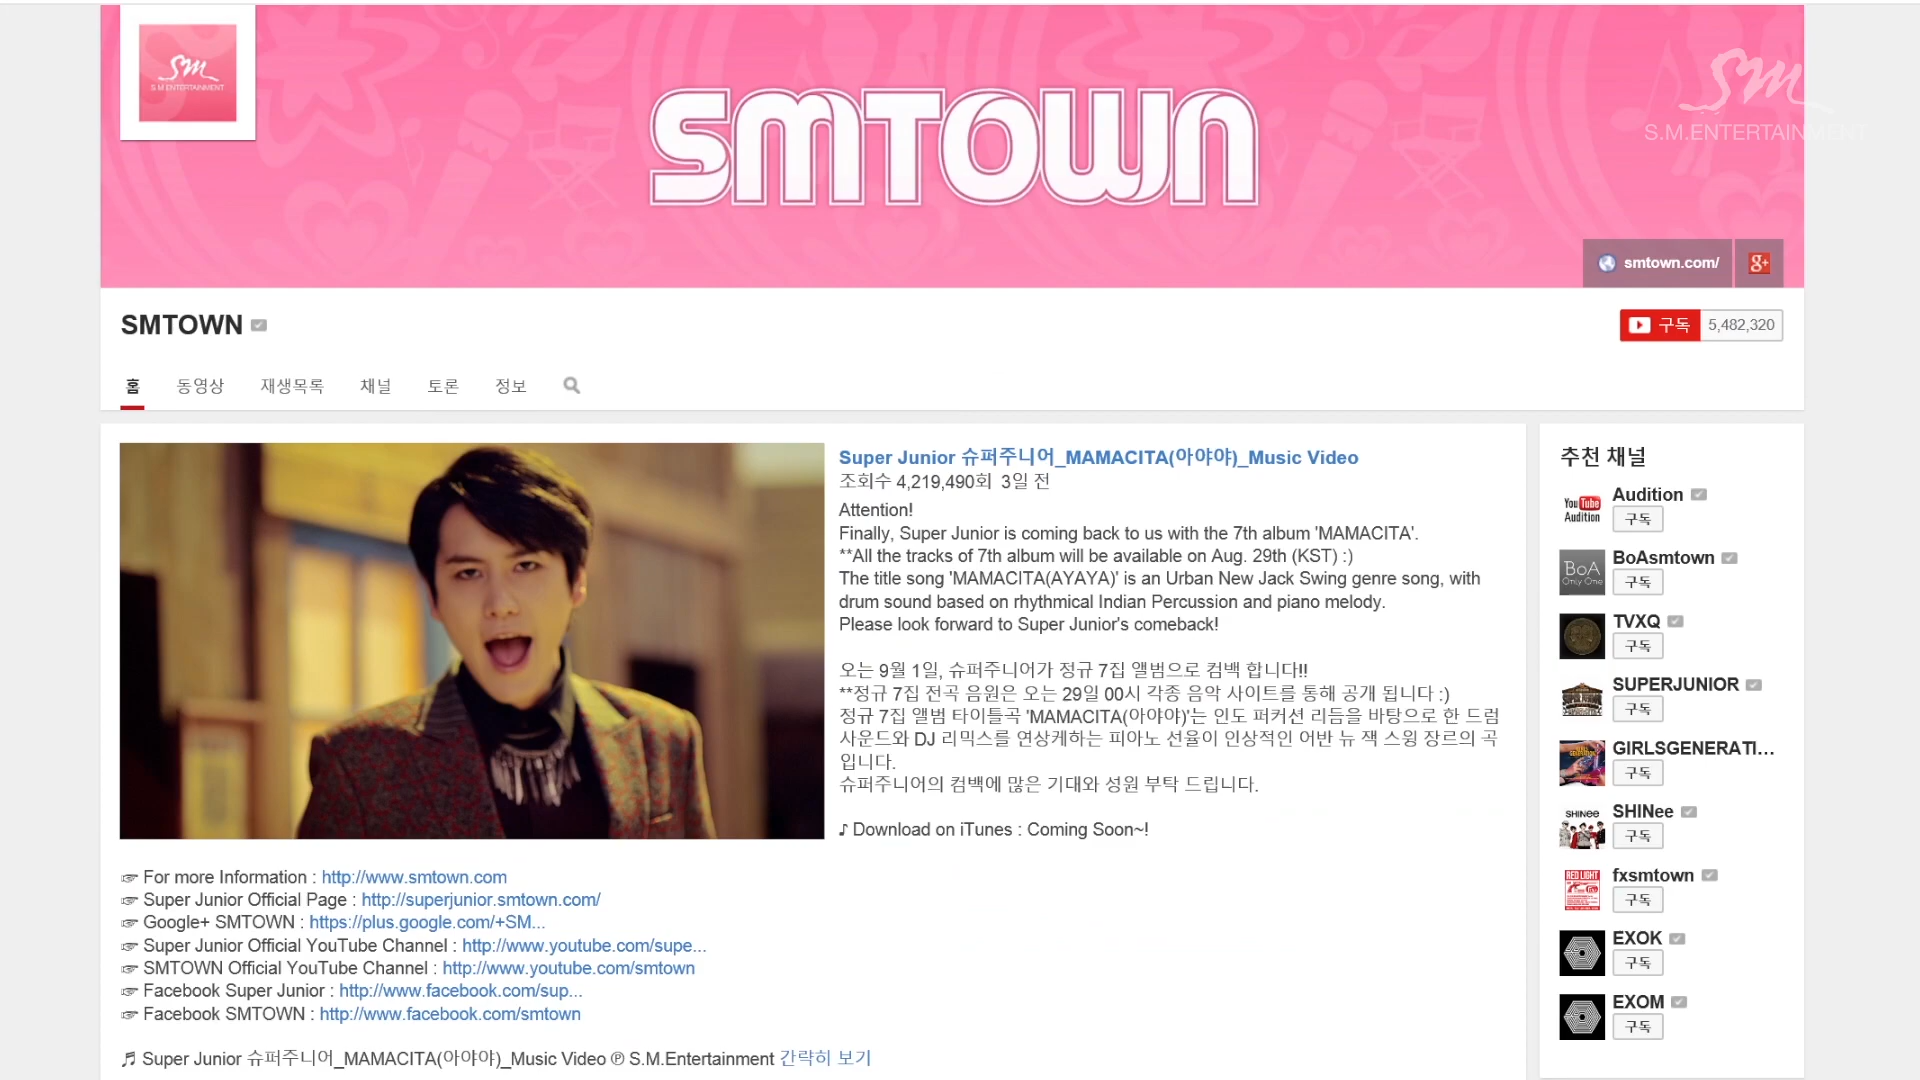 SM
S.M.ENTERTAINMENT
SMTOWN
SM
S.M.ENTERTAINMENT
smtown.com/
g+
SMTOWN
구독 5,482,320
홈 동영상 재생목록 채널 토론 정보
Super Junior 슈퍼주니어_MAMACITA(아야야)_Music Video
조회수 4,219,490회 3일 전
Attention!
Finally, Super Junior is coming back to us with the 7th album 'MAMACITA'.
**All the tracks of 7th album will be available on Aug. 29th (KST) :)
The title song 'MAMACITA(AYAYA)' is an Urban New Jack Swing genre song, with
drum sound based on rhythmical Indian Percussion and piano melody.
Please look forward to Super Junior's comeback!
오는 9월 1일, 슈퍼주니어가 정규 7집 앨범으로 컴백 합니다!!
**정규 7집 전곡 음원은 오는 29일 00시 각종 음악 사이트를 통해 공개 됩니다 :)
정규 7집 앨범 타이틀곡 'MAMACITA(아야야)'는 인도 퍼커션 리듬을 바탕으로 한 드럼
사운드와 DJ 리믹스를 연상케하는 피아노 선율이 인상적인 어반 뉴 잭 스윙 장르의 곡
입니다.
슈퍼주니어의 컴백에 많은 기대와 성원 부탁 드립니다.
♪ Download on iTunes : Coming Soon~!
☞ For more Information : http://www.smtown.com
☞ Super Junior Official Page : http://superjunior.smtown.com/
☞ Google+ SMTOWN : https://plus.google.com/+SM...
☞ Super Junior Official YouTube Channel : http://www.youtube.com/supe...
☞ SMTOWN Official YouTube Channel : http://www.youtube.com/smtown
☞ Facebook Super Junior : http://www.facebook.com/sup...
☞ Facebook SMTOWN : http://www.facebook.com/smtown
♬ Super Junior 슈퍼주니어_MAMACITA(아야야)_Music Video ℗ S.M.Entertainment 간략히 보기
추천 채널
YouTube
Audition
Audition
구독
BoA
Only One
BoAsmtown
구독
TVXQ
구독
SUPERJUNIOR
구독
GIRLSGENERATI...
구독
SHINee
SHINee
구독
RED LIGHT
fxsmtown
구독
EXOK
구독
EXOM
구독